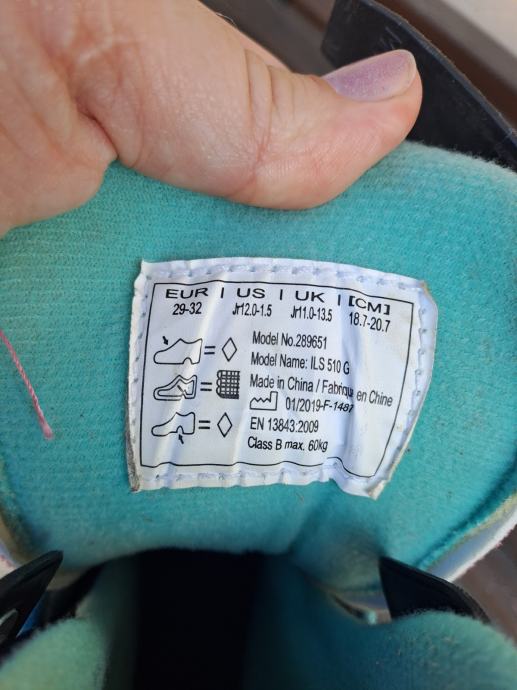 EUR | US | UK | [CM]
29-32 Jr12.0-1.5 Jr11.0-13.5 18.7-20.7
Model No.289651
Model Name: ILS 510 G
Made in China / Fabriqué en Chine
01/2019-F-1487
EN 13843:2009
Class B max. 60kg